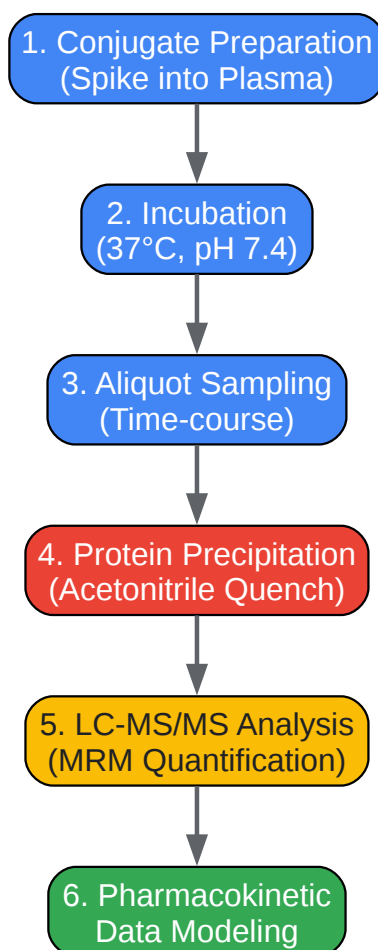 1. Conjugate Preparation
(Spike into Plasma)
2. Incubation
(37°C, pH 7.4)
3. Aliquot Sampling
(Time-course)
4. Protein Precipitation
(Acetonitrile Quench)
5. LC-MS/MS Analysis
(MRM Quantification)
6. Pharmacokinetic
Data Modeling